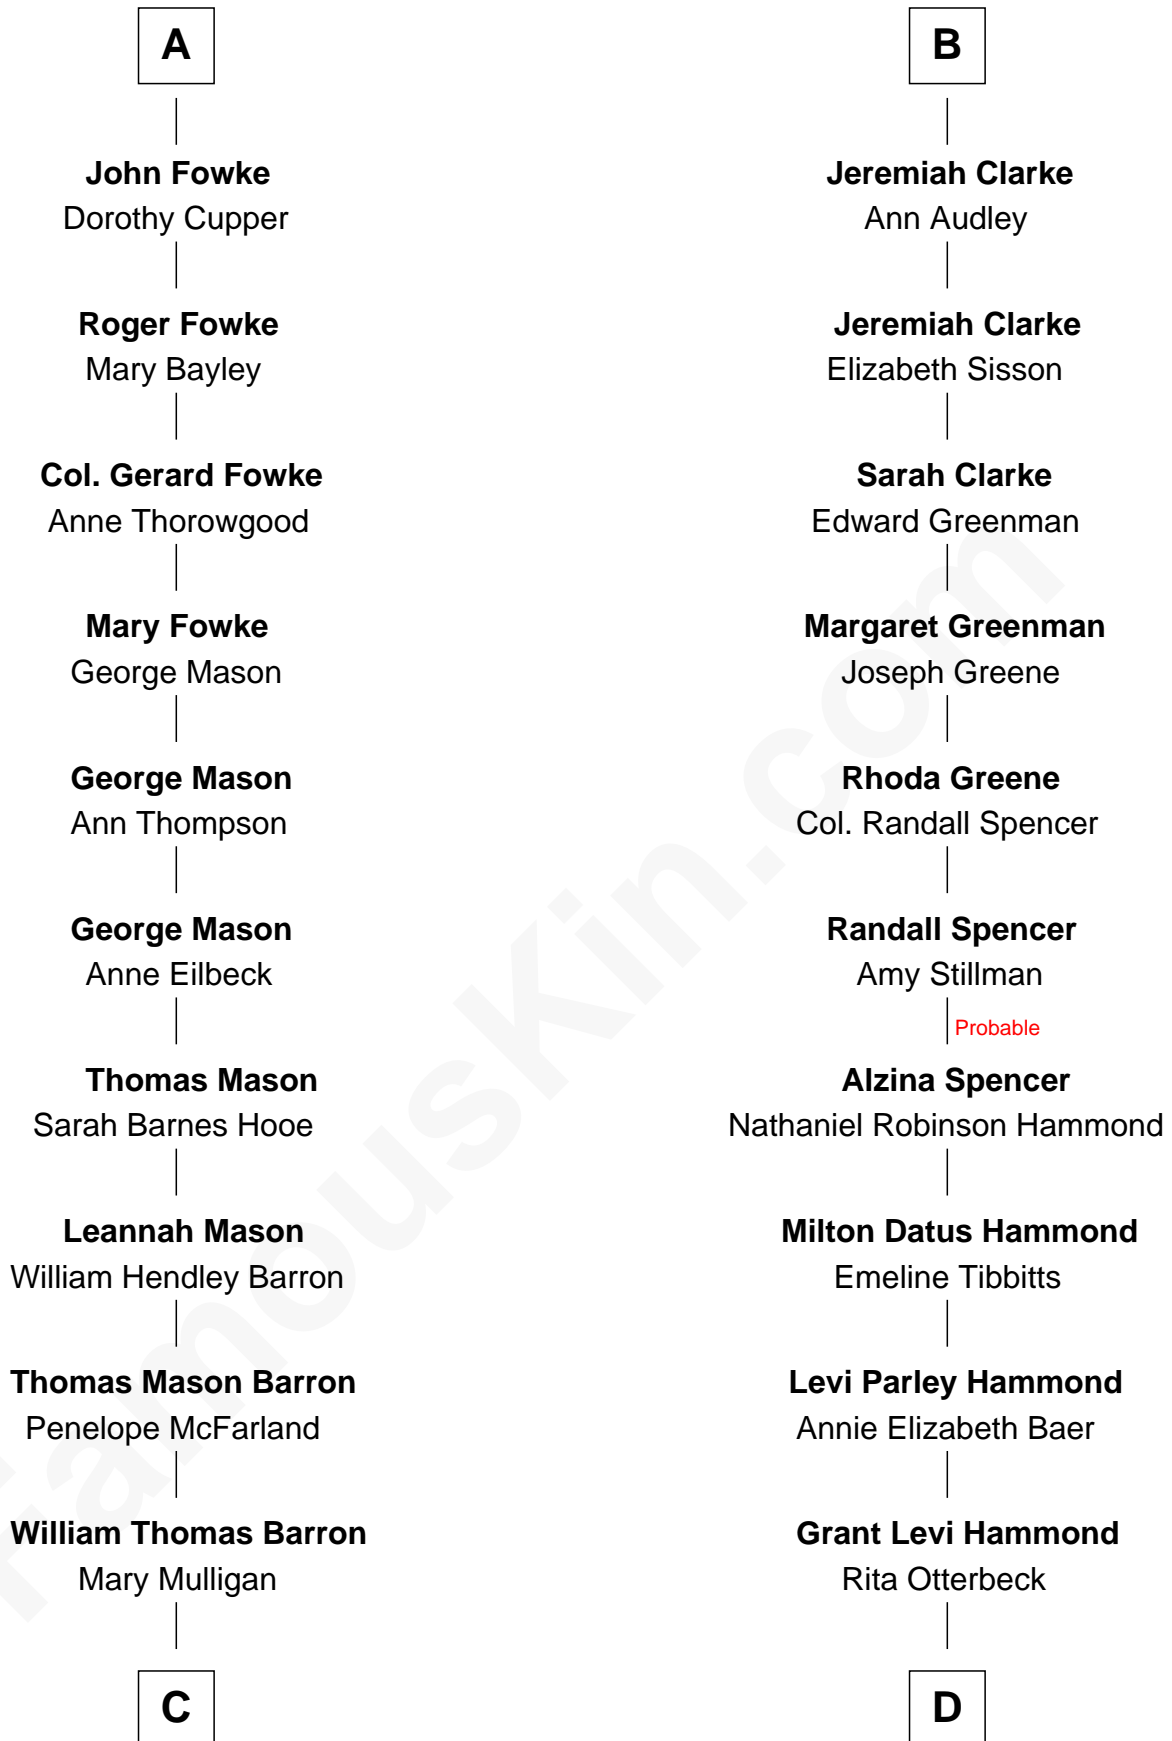 A
John Fowke
Dorothy Cupper
Roger Fowke
Mary Bayley
Col. Gerard Fowke
Anne Thorowgood
Mary Fowke
George Mason
George Mason
Ann Thompson
George Mason
Anne Eilbeck
Thomas Mason
Sarah Barnes Hooe
Leannah Mason
William Hendley Barron
Thomas Mason Barron
Penelope McFarland
William Thomas Barron
Mary Mulligan
C
B
Jeremiah Clarke
Ann Audley
Jeremiah Clarke
Elizabeth Sisson
Sarah Clarke
Edward Greenman
Margaret Greenman
Joseph Greene
Rhoda Greene
Col. Randall Spencer
Randall Spencer
Amy Stillman
Probable
Alzina Spencer
Nathaniel Robinson Hammond
Milton Datus Hammond
Emeline Tibbitts
Levi Parley Hammond
Annie Elizabeth Baer
Grant Levi Hammond
Rita Otterbeck
D
FamousKin.com